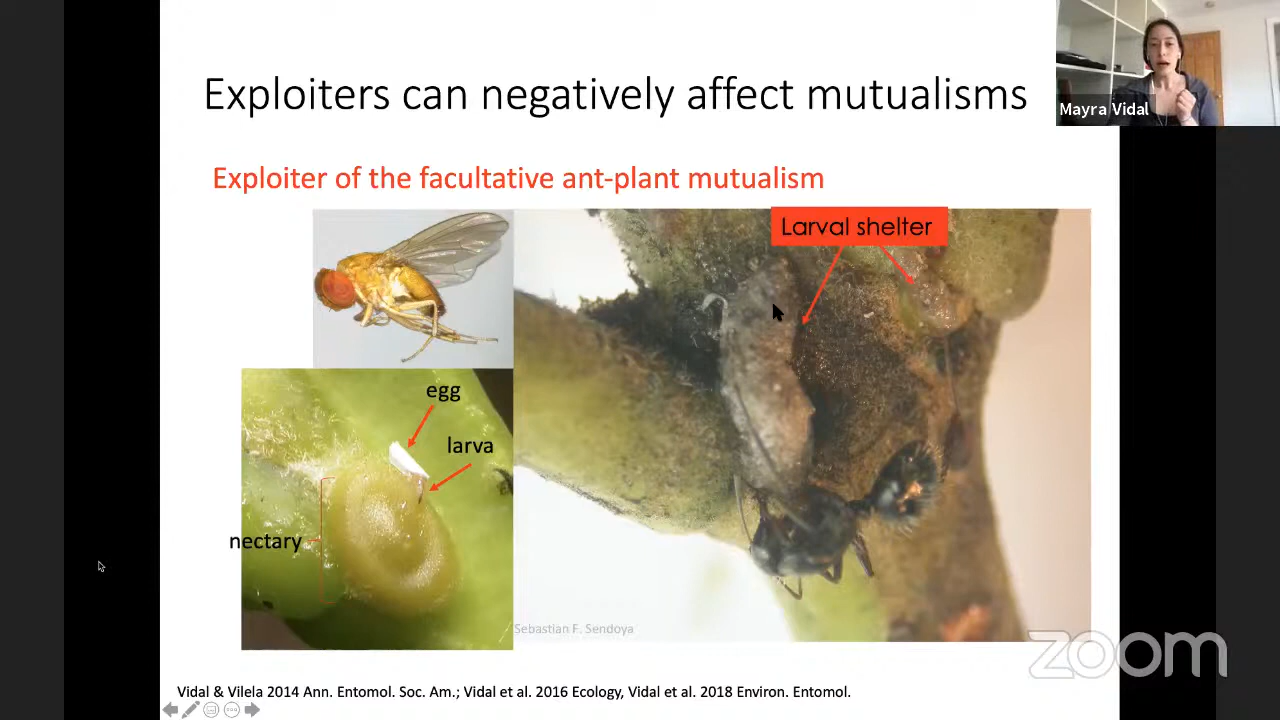 Exploiters can negatively affect mutualisms
Mayra Vidal
Exploiter of the facultative ant-plant mutualism
Larval shelter
egg
larva
nectary
Sebastian F. Sendoya
zoom
Vidal & Vilela 2014 Ann. Entomol. Soc. Am.; Vidal et al. 2016 Ecology, Vidal et al. 2018 Environ. Entomol.